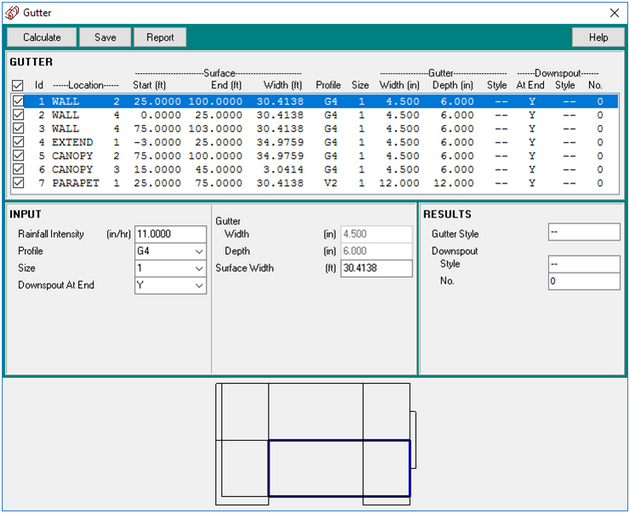 Gutter
Calculate Save Report Help
GUTTER
--------------------Surface-------------------- --------------Gutter-------------- ------Downspout------
Id ------Location------ Start (ft) End (ft) Width (ft) Profile Size Width (in) Depth (in) Style At End Style No.
1 WALL 2 25.0000 100.0000 30.4138 G4 1 4.500 6.000 -- Y -- 0
2 WALL 4 0.0000 25.0000 30.4138 G4 1 4.500 6.000 -- Y -- 0
3 WALL 4 75.0000 103.0000 30.4138 G4 1 4.500 6.000 -- Y -- 0
4 EXTEND 1 -3.0000 25.0000 34.9759 G4 1 4.500 6.000 -- Y -- 0
5 CANOPY 2 75.0000 100.0000 34.9759 G4 1 4.500 6.000 -- Y -- 0
6 CANOPY 3 15.0000 45.0000 3.0414 G4 1 4.500 6.000 -- Y -- 0
7 PARAPET 1 25.0000 75.0000 30.4138 V2 1 12.000 12.000 -- Y -- 0
INPUT
Rainfall Intensity (in/hr) 11.0000
Profile G4
Size 1
Downspout At End Y
Gutter
Width (in) 4.500
Depth (in) 6.000
Surface Width (ft) 30.4138
RESULTS
Gutter Style --
Downspout
Style --
No. 0